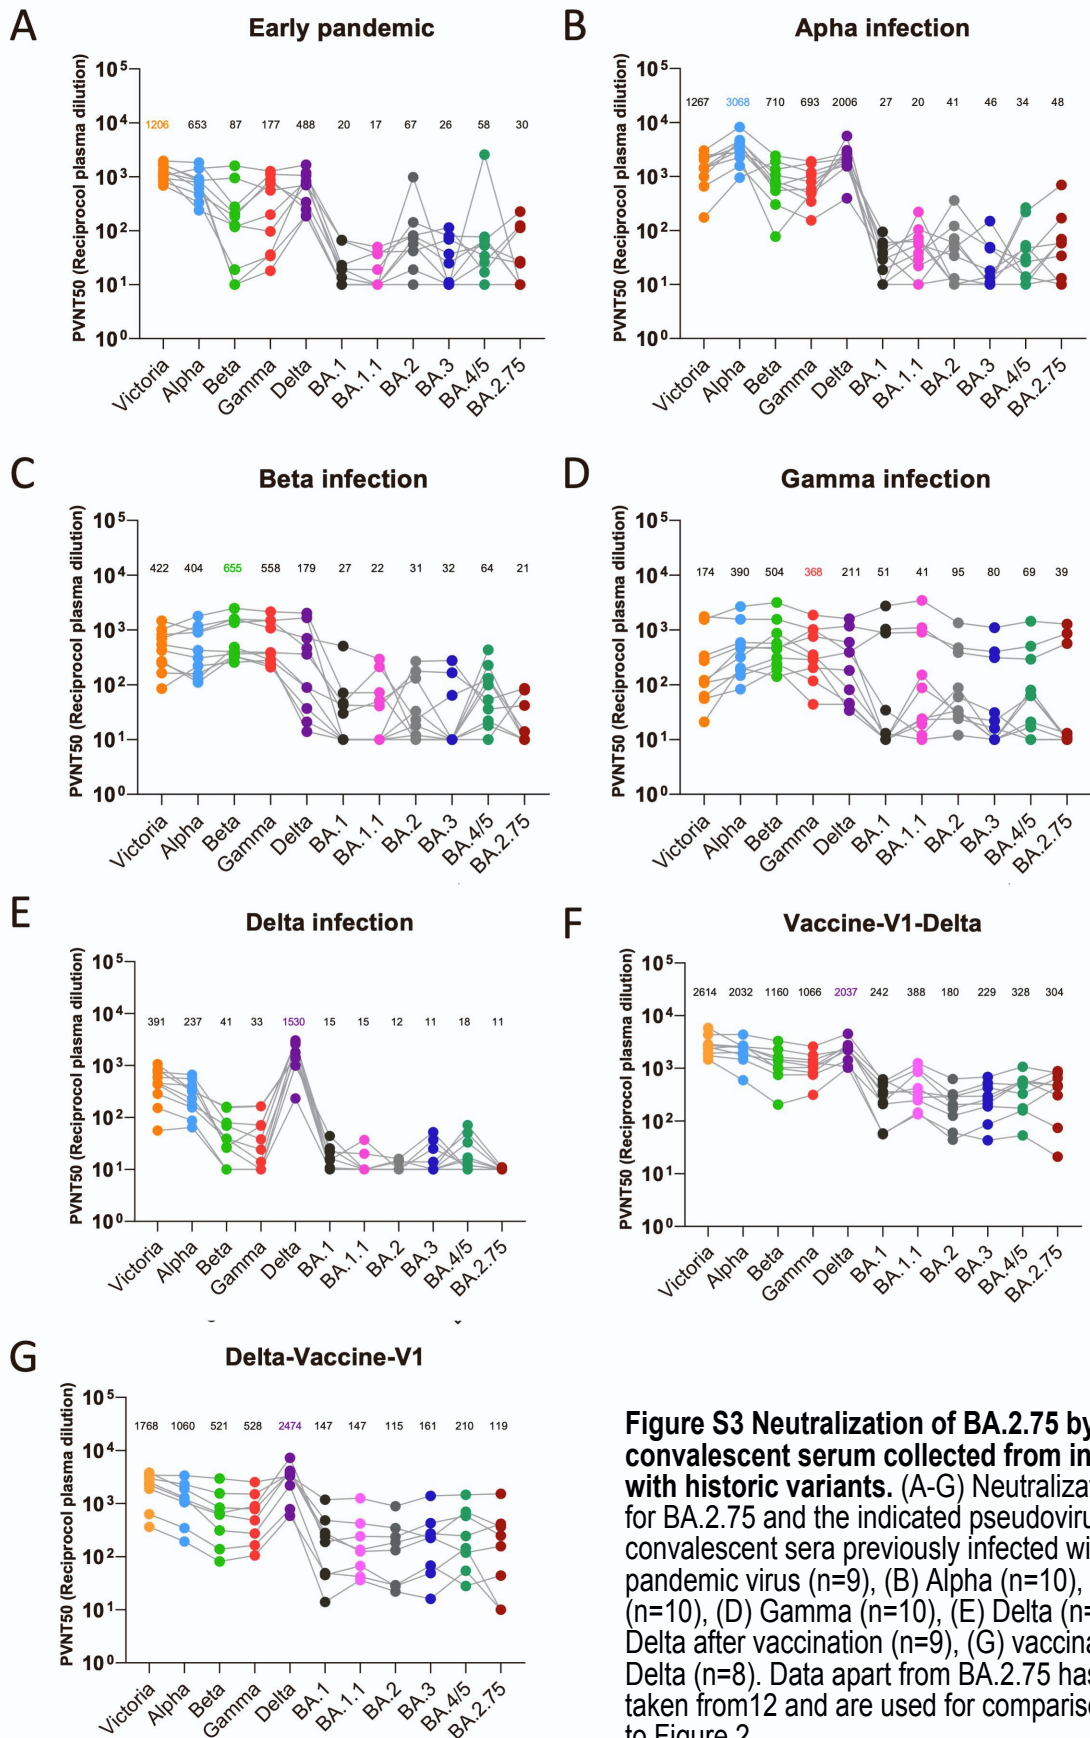 A
Early pandemic
PVNT50 (Reciprocol plasma dilution)
10⁵
10⁴
10³
10²
10¹
10⁰
1206 653 87 177 488 20 17 67 26 58 30
Victoria Alpha Beta Gamma Delta BA.1 BA.1.1 BA.2 BA.3 BA.4/5 BA.2.75
B
Apha infection
PVNT50 (Reciprocol plasma dilution)
10⁵
10⁴
10³
10²
10¹
10⁰
1267 3068 710 693 2006 27 20 41 46 34 48
Victoria Alpha Beta Gamma Delta BA.1 BA.1.1 BA.2 BA.3 BA.4/5 BA.2.75
C
Beta infection
PVNT50 (Reciprocol plasma dilution)
10⁵
10⁴
10³
10²
10¹
10⁰
422 404 655 558 179 27 22 31 32 64 21
Victoria Alpha Beta Gamma Delta BA.1 BA.1.1 BA.2 BA.3 BA.4/5 BA.2.75
D
Gamma infection
PVNT50 (Reciprocol plasma dilution)
10⁵
10⁴
10³
10²
10¹
10⁰
174 390 504 368 211 51 41 95 80 69 39
Victoria Alpha Beta Gamma Delta BA.1 BA.1.1 BA.2 BA.3 BA.4/5 BA.2.75
E
Delta infection
PVNT50 (Reciprocol plasma dilution)
10⁵
10⁴
10³
10²
10¹
10⁰
391 237 41 33 1530 15 15 12 11 18 11
Victoria Alpha Beta Gamma Delta BA.1 BA.1.1 BA.2 BA.3 BA.4/5 BA.2.75
F
Vaccine-V1-Delta
PVNT50 (Reciprocol plasma dilution)
10⁵
10⁴
10³
10²
10¹
10⁰
2614 2032 1160 1066 2037 242 388 180 229 328 304
Victoria Alpha Beta Gamma Delta BA.1 BA.1.1 BA.2 BA.3 BA.4/5 BA.2.75
G
Delta-Vaccine-V1
PVNT50 (Reciprocol plasma dilution)
10⁵
10⁴
10³
10²
10¹
10⁰
1768 1060 521 528 2474 147 147 115 161 210 119
Victoria Alpha Beta Gamma Delta BA.1 BA.1.1 BA.2 BA.3 BA.4/5 BA.2.75
Figure S3 Neutralization of BA.2.75 by
convalescent serum collected from in
with historic variants. (A-G) Neutraliza
for BA.2.75 and the indicated pseudoviru
convalescent sera previously infected wi
pandemic virus (n=9), (B) Alpha (n=10),
(n=10), (D) Gamma (n=10), (E) Delta (n=
Delta after vaccination (n=9), (G) vaccina
Delta (n=8). Data apart from BA.2.75 has
taken from12 and are used for comparis
to Figure 2